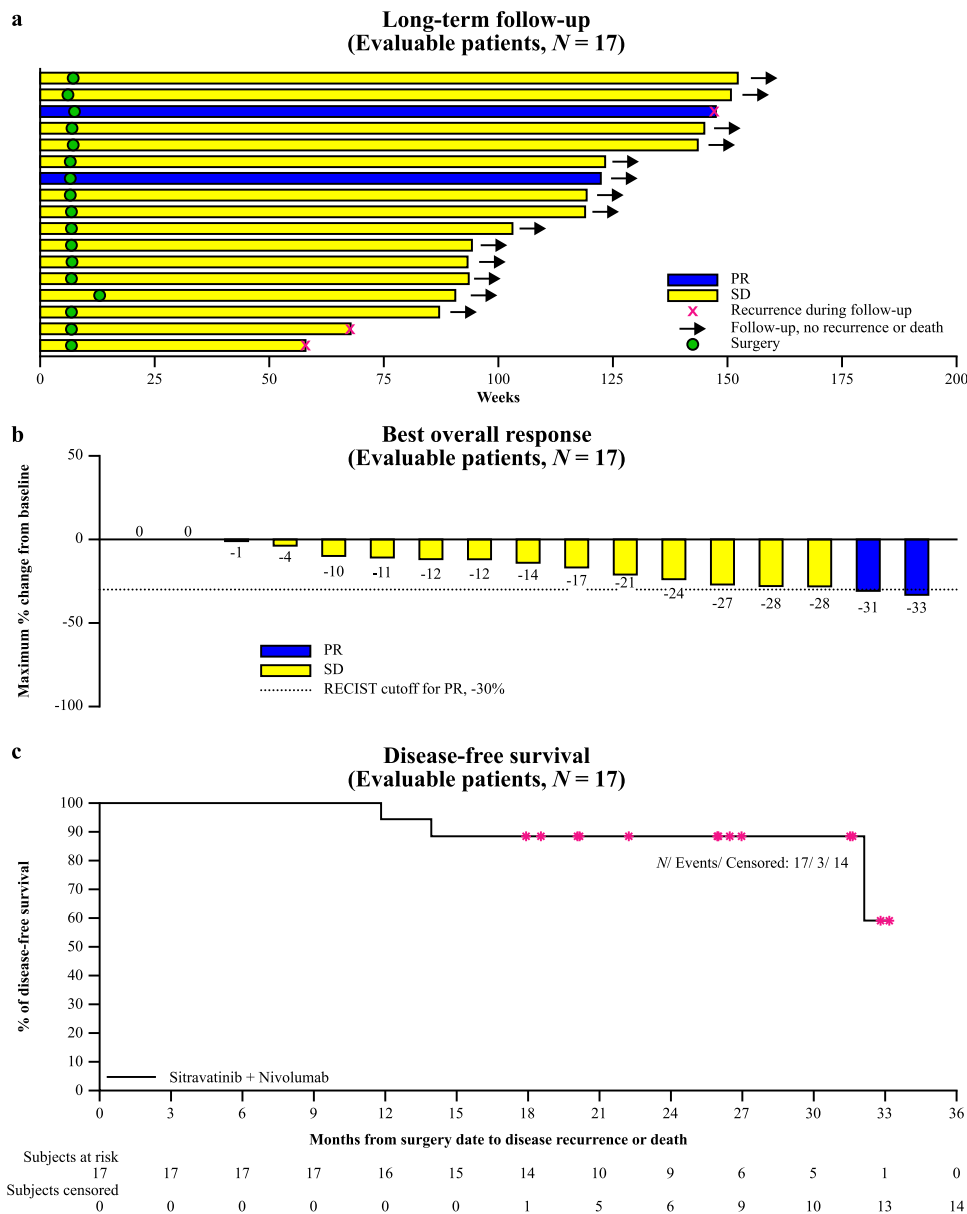 a
Long-term follow-up
(Evaluable patients, N = 17)
PR
SD
Recurrence during follow-up
Follow-up, no recurrence or death
Surgery
0 25 50 75 100 125 150 175 200
Weeks
b
Best overall response
(Evaluable patients, N = 17)
Maximum % change from baseline
50
0
-50
-100
0 0 -1 -4 -10 -11 -12 -12 -14 -17 -21 -24 -27 -28 -28 -31 -33
PR
SD
RECIST cutoff for PR, -30%
c
Disease-free survival
(Evaluable patients, N = 17)
% of disease-free survival
100
90
80
70
60
50
40
30
20
10
0
N/ Events/ Censored: 17/ 3/ 14
Sitravatinib + Nivolumab
0 3 6 9 12 15 18 21 24 27 30 33 36
Months from surgery date to disease recurrence or death
Subjects at risk
17 17 17 17 16 15 14 10 9 6 5 1 0
Subjects censored
0 0 0 0 0 0 1 5 6 9 10 13 14